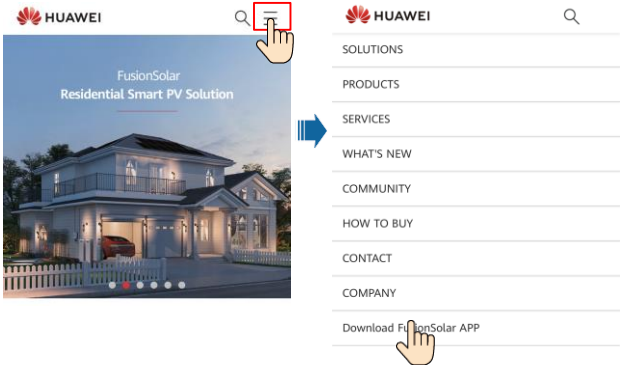 HUAWEI
FusionSolar
Residential Smart PV Solution
HUAWEI
SOLUTIONS
PRODUCTS
SERVICES
WHAT'S NEW
COMMUNITY
HOW TO BUY
CONTACT
COMPANY
Download FusionSolar APP